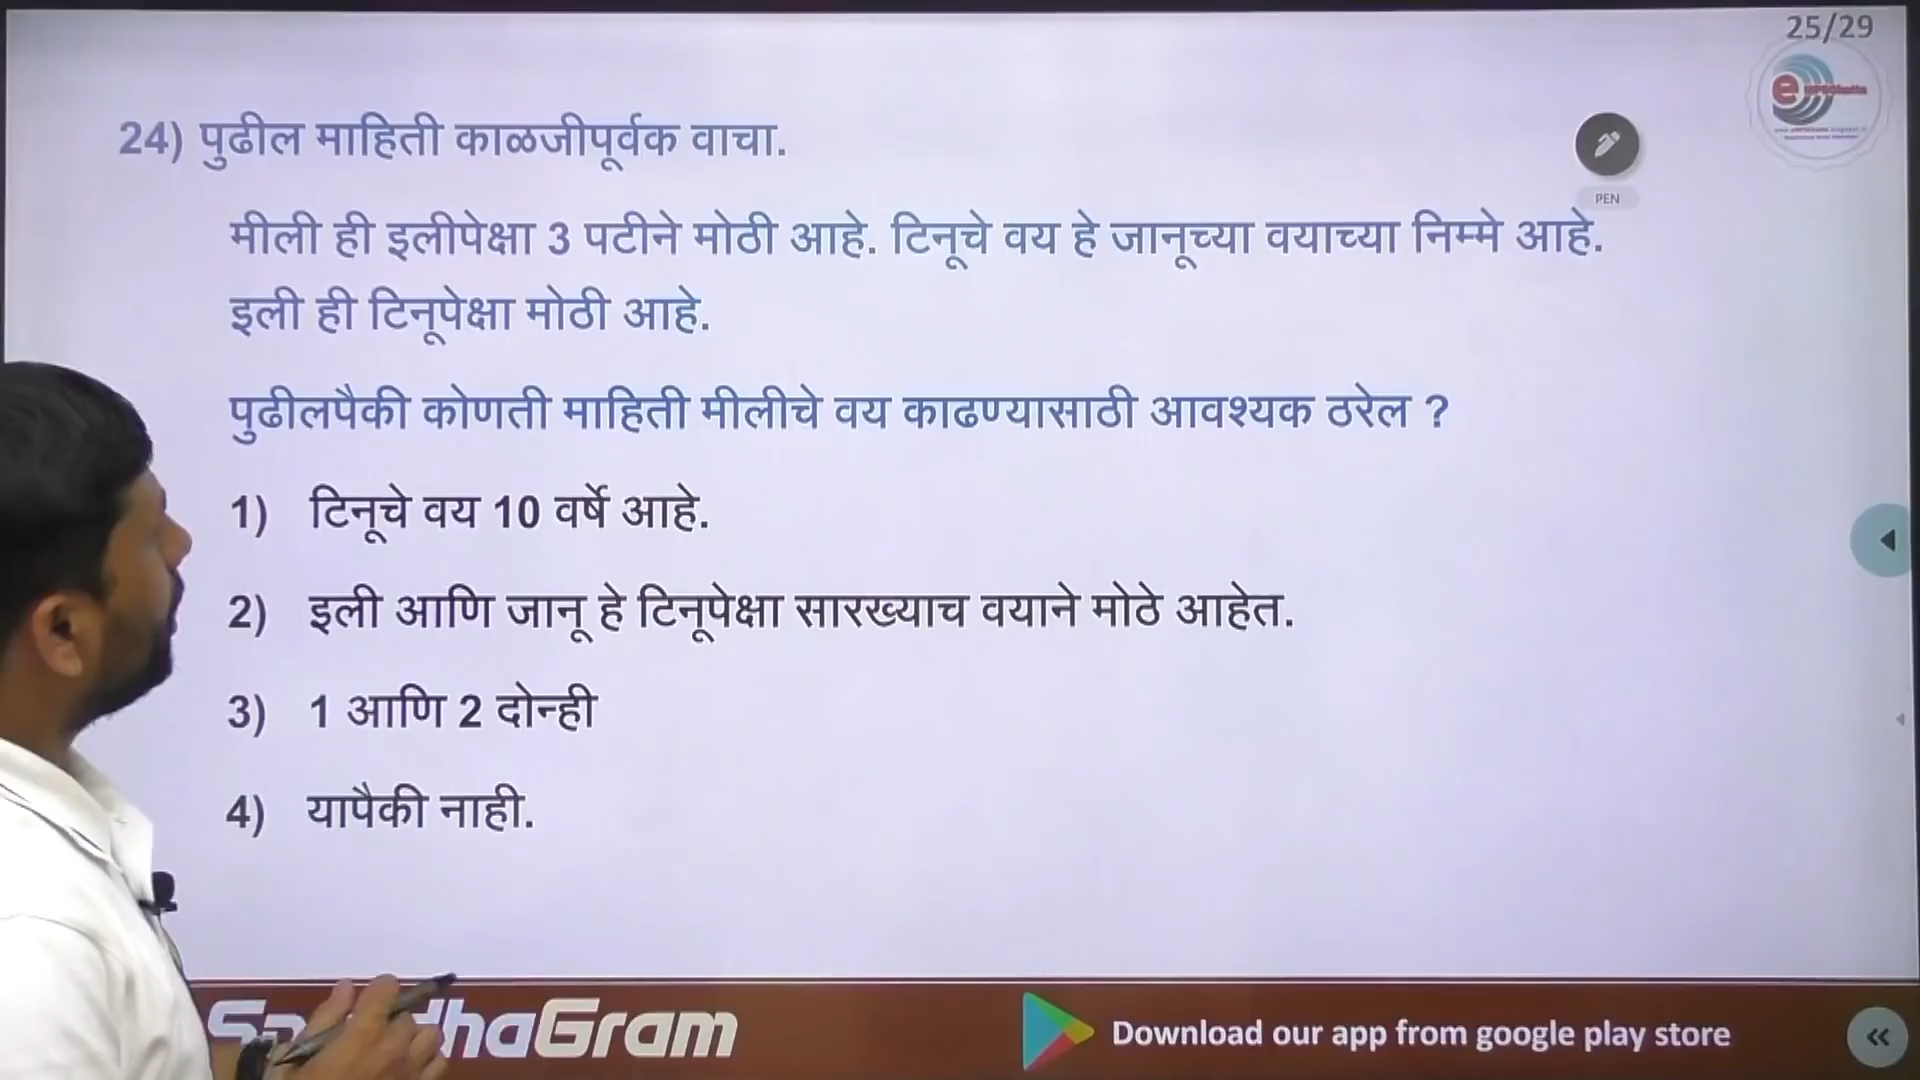 25/29
24) पुढील माहिती काळजीपूर्वक वाचा.
PEN
मीली ही इलीपेक्षा 3 पटीने मोठी आहे. टिनूचे वय हे जानूच्या वयाच्या निम्मे आहे.
इली ही टिनूपेक्षा मोठी आहे.
पुढीलपैकी कोणती माहिती मीलीचे वय काढण्यासाठी आवश्यक ठरेल ?
1) टिनूचे वय 10 वर्षे आहे.
2) इली आणि जानू हे टिनूपेक्षा सारख्याच वयाने मोठे आहेत.
3) 1 आणि 2 दोन्ही
4) यापैकी नाही.
Download our app from google play store